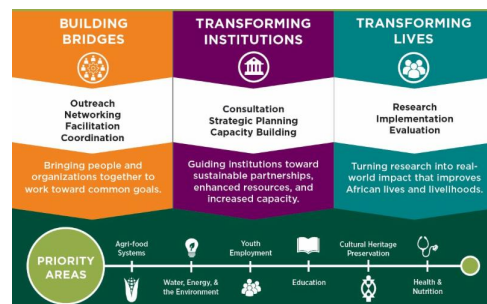 BUILDING
BRIDGES
Outreach
Networking
Facilitation
Coordination
Bringing people and
organizations together to
work toward common goals.
TRANSFORMING
INSTITUTIONS
Consultation
Strategic Planning
Capacity Building
Guiding institutions toward
sustainable partnerships,
enhanced resources, and
increased capacity.
TRANSFORMING
LIVES
Research
Implementation
Evaluation
Turning research into real-
world impact that improves
African lives and livelihoods.
PRIORITY
AREAS
Agri-food
Systems
Water, Energy, &
the Environment
Youth
Employment
Education
Cultural Heritage
Preservation
Health &
Nutrition